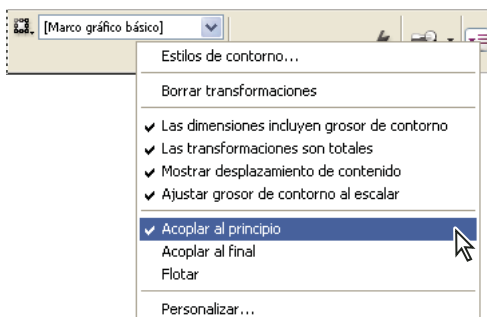 [Marco gráfico básico]
Estilos de contorno...
Borrar transformaciones
Las dimensiones incluyen grosor de contorno
Las transformaciones son totales
Mostrar desplazamiento de contenido
Ajustar grosor de contorno al escalar
Acoplar al principio
Acoplar al final
Flotar
Personalizar...